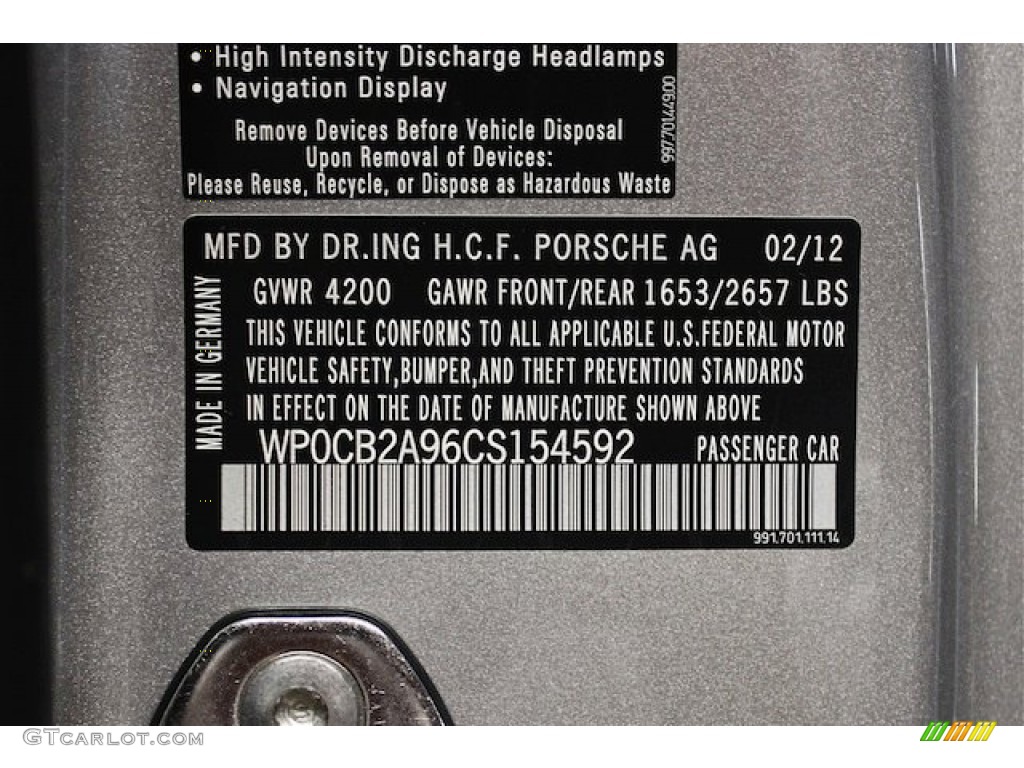 • High Intensity Discharge Headlamps
• Navigation Display
Remove Devices Before Vehicle Disposal
Upon Removal of Devices:
Please Reuse, Recycle, or Dispose as Hazardous Waste
997.701.449.00
MFD BY DR.ING H.C.F. PORSCHE AG 02/12
GVWR 4200 GAWR FRONT/REAR 1653/2657 LBS
THIS VEHICLE CONFORMS TO ALL APPLICABLE U.S.FEDERAL MOTOR
VEHICLE SAFETY,BUMPER,AND THEFT PREVENTION STANDARDS
IN EFFECT ON THE DATE OF MANUFACTURE SHOWN ABOVE
MADE IN GERMANY
WP0CB2A96CS154592 PASSENGER CAR
991.701.111.14
GTCarLot.com